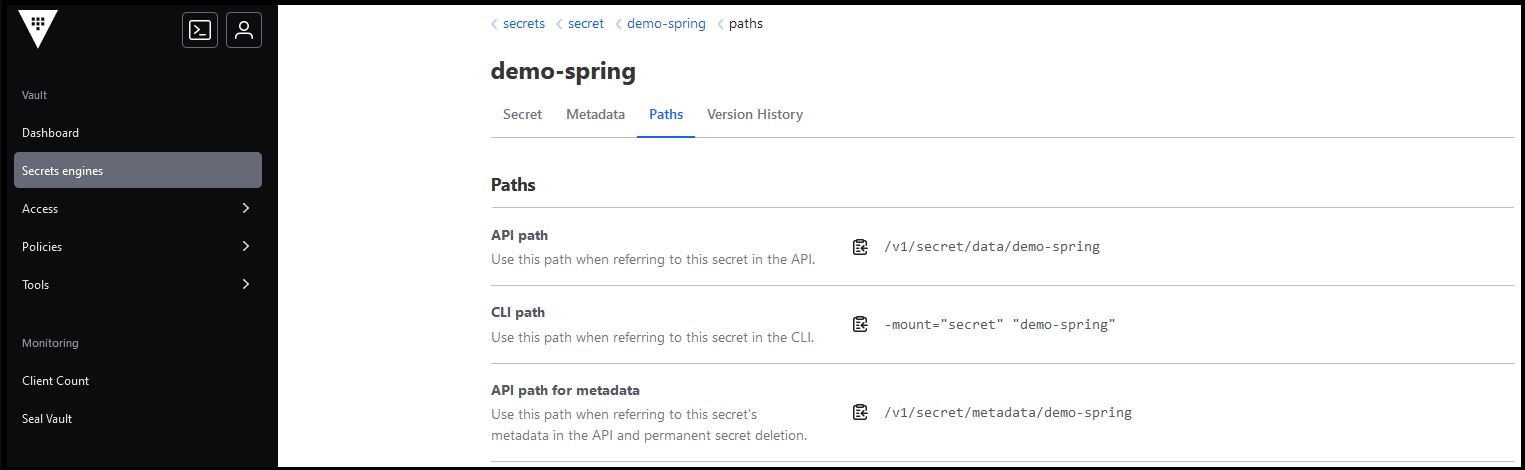 Vault
Dashboard
Secrets engines
Access
Policies
Tools
Monitoring
Client Count
Seal Vault
secrets secret demo-spring paths
demo-spring
Secret Metadata Paths Version History
Paths
API path
Use this path when referring to this secret in the API.
/v1/secret/data/demo-spring
CLI path
Use this path when referring to this secret in the CLI.
-mount="secret" "demo-spring"
API path for metadata
Use this path when referring to this secret's
metadata in the API and permanent secret deletion.
/v1/secret/metadata/demo-spring